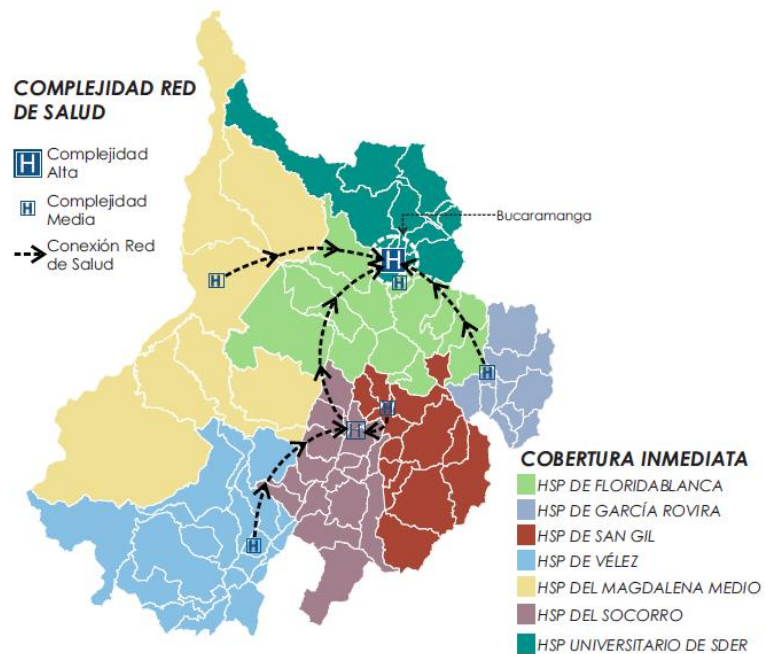 COMPLEJIDAD RED
DE SALUD
H Complejidad
Alta
H Complejidad
Media
Conexión Red
de Salud
Bucaramanga
H
H
H
H
H
H
H
COBERTURA INMEDIATA
HSP DE FLORIDABLANCA
HSP DE GARCÍA ROVIRA
HSP DE SAN GIL
HSP DE VÉLEZ
HSP DEL MAGDALENA MEDIO
HSP DEL SOCORRO
HSP UNIVERSITARIO DE SDER